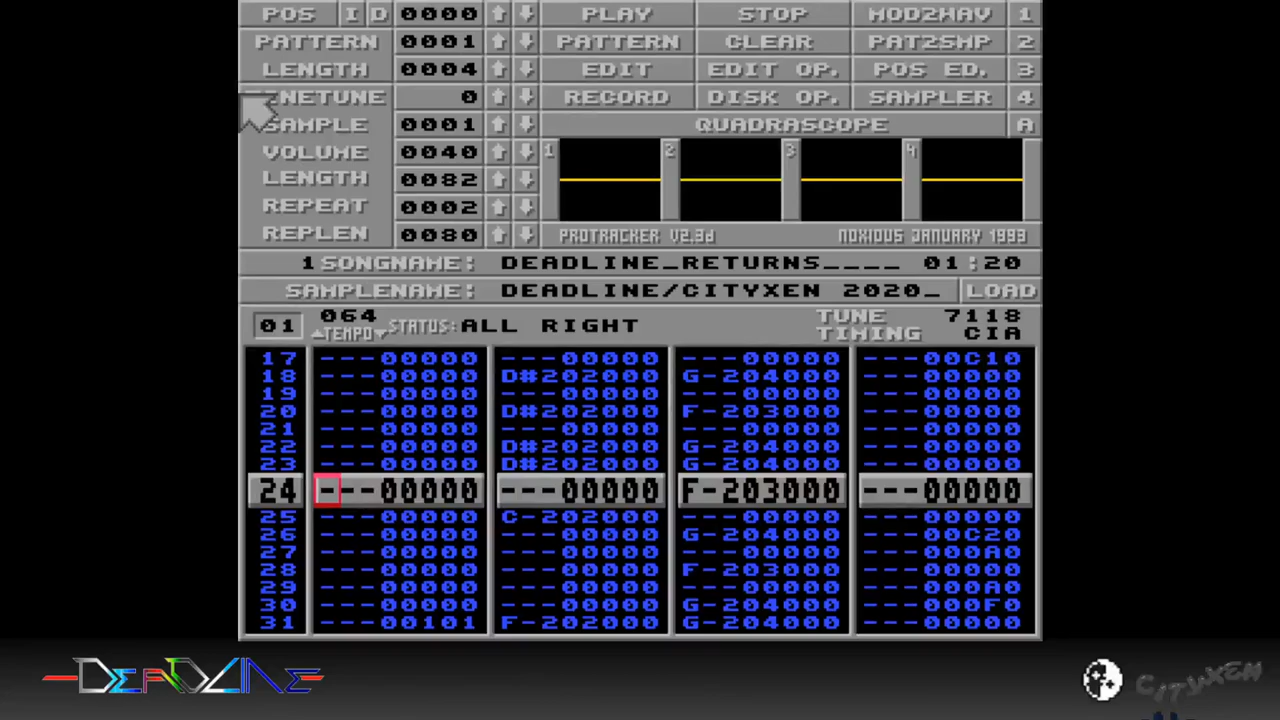 POS I D 0000 PLAY STOP MOD2WAV 1
PATTERN 0001 PATTERN CLEAR PAT2SMP 2
LENGTH 0004 EDIT EDIT OP. POS ED. 3
NETUNE 0 RECORD DISK OP. SAMPLER 4
SAMPLE 0001 QUADRASCOPE A
VOLUME 0040 1 2 3 4
LENGTH 0082
REPEAT 0002
REPLEN 0080 PROTRACKER V2.3d NOXIOUS JANUARY 1993
1 SONGNAME: DEADLINE_RETURNS____ 01:20
SAMPLENAME: DEADLINE/CITYXEN 2020_ LOAD
01 064 TEMPO STATUS: ALL RIGHT TUNE 7118
TIMING CIA
17 ---00000 ---00000 ---00000 ---00C10
18 ---00000 D#202000 G-204000 ---00000
19 ---00000 ---00000 ---00000 ---00000
20 ---00000 D#202000 F-203000 ---00000
21 ---00000 ---00000 ---00000 ---00000
22 ---00000 D#202000 G-204000 ---00000
23 ---00000 D#202000 G-204000 ---00000
24 ---00000 ---00000 F-203000 ---00000
25 ---00000 C-202000 ---00000 ---00000
26 ---00000 ---00000 G-204000 ---00C20
27 ---00000 ---00000 ---00000 ---000A0
28 ---00000 ---00000 F-203000 ---00000
29 ---00000 ---00000 ---00000 ---000A0
30 ---00000 ---00000 G-204000 ---000F0
31 ---00101 F-202000 G-204000 ---00000
DEADLINE
CITYXEN